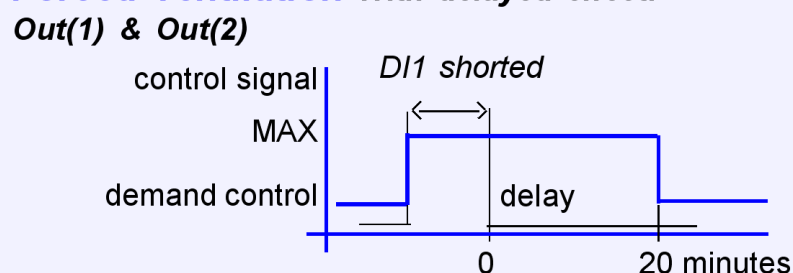 Out(1) & Out(2)
control signal
DI1 shorted
MAX
demand control
delay
0
20 minutes